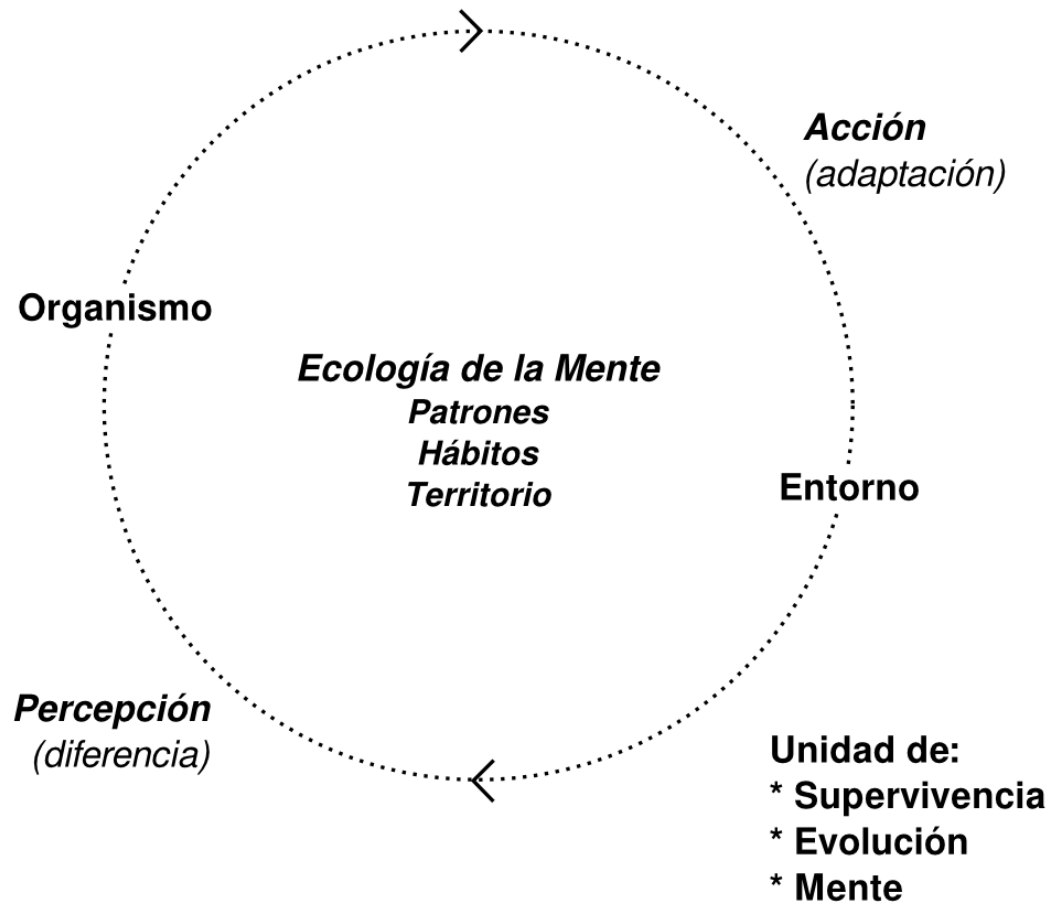 Acción
(adaptación)
Organismo
Ecología de la Mente
Patrones
Hábitos
Territorio
Entorno
Percepción
(diferencia)
Unidad de:
* Supervivencia
* Evolución
* Mente